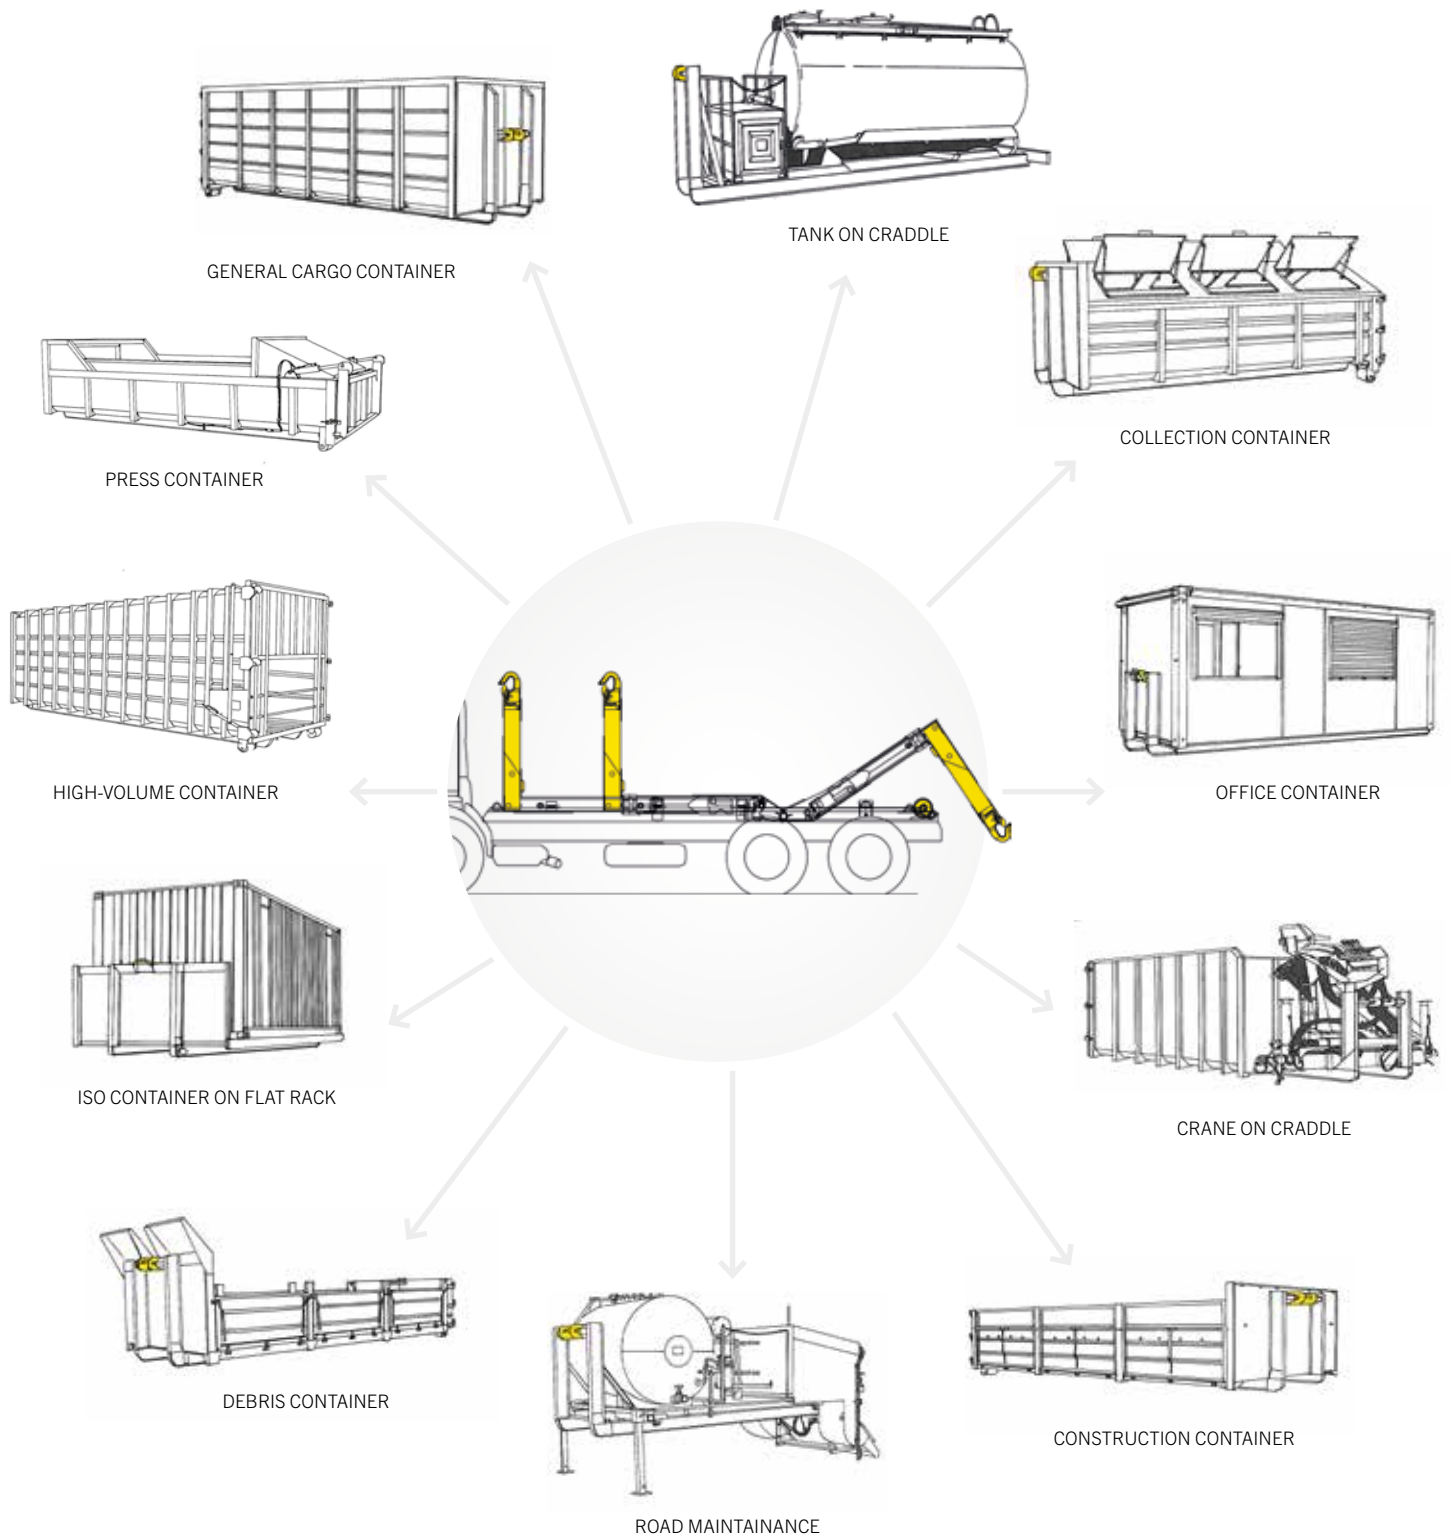 TANK ON CRADDLE
GENERAL CARGO CONTAINER
COLLECTION CONTAINER
PRESS CONTAINER
HIGH-VOLUME CONTAINER
OFFICE CONTAINER
ISO CONTAINER ON FLAT RACK
CRANE ON CRADDLE
DEBRIS CONTAINER
CONSTRUCTION CONTAINER
ROAD MAINTAINANCE